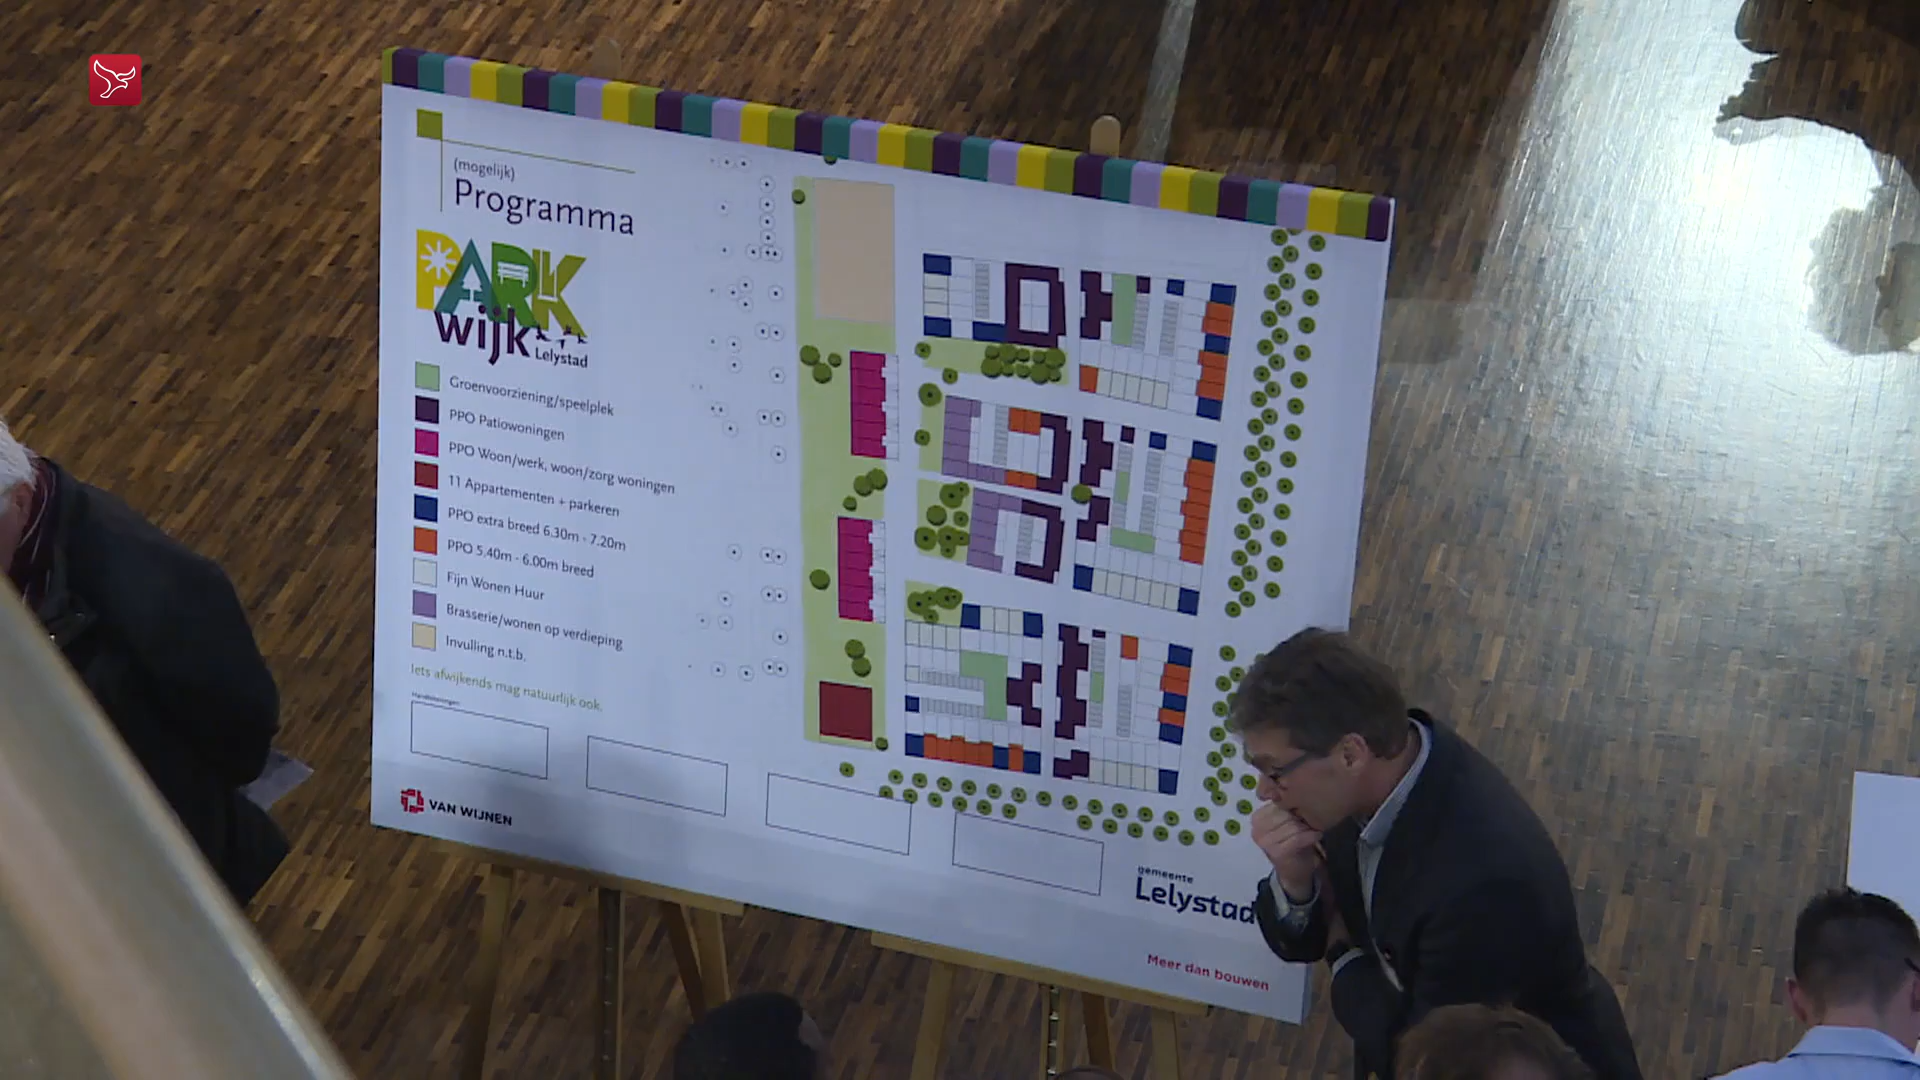 (mogelijk)
Programma
PARK
wijk
Lelystad
Groenvoorziening/speelplek
PPO Patiowoningen
PPO Woon/werk, woon/zorg woningen
11 Appartementen + parkeren
PPO extra breed 6.30m - 7.20m
PPO 5.40m - 6.00m breed
Fijn Wonen Huur
Brasserie/wonen op verdieping
Invulling n.t.b.
Iets afwijkends mag natuurlijk ook.
VAN WIJNEN
gemeente
Lelystad
Meer dan bouwen